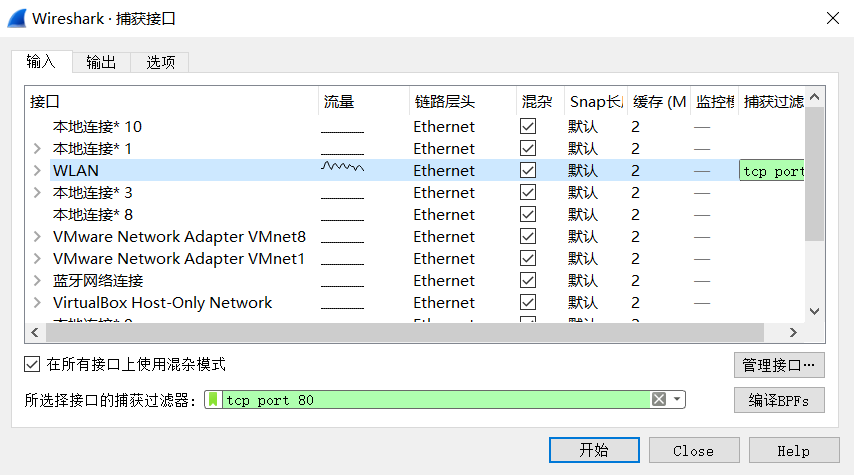 Wireshark · 捕获接口
输入 输出 选项
接口 流量 链路层头 混杂 Snap长 缓存 (M 监控模 捕获过滤
本地连接* 10 Ethernet 默认 2 —
本地连接* 1 Ethernet 默认 2 —
WLAN Ethernet 默认 2 — tcp port
本地连接* 3 Ethernet 默认 2 —
本地连接* 8 Ethernet 默认 2 —
VMware Network Adapter VMnet8 Ethernet 默认 2 —
VMware Network Adapter VMnet1 Ethernet 默认 2 —
蓝牙网络连接 Ethernet 默认 2 —
VirtualBox Host-Only Network Ethernet 默认 2 —
在所有接口上使用混杂模式 管理接口…
所选择接口的捕获过滤器： tcp port 80 编译BPFs
开始 Close Help